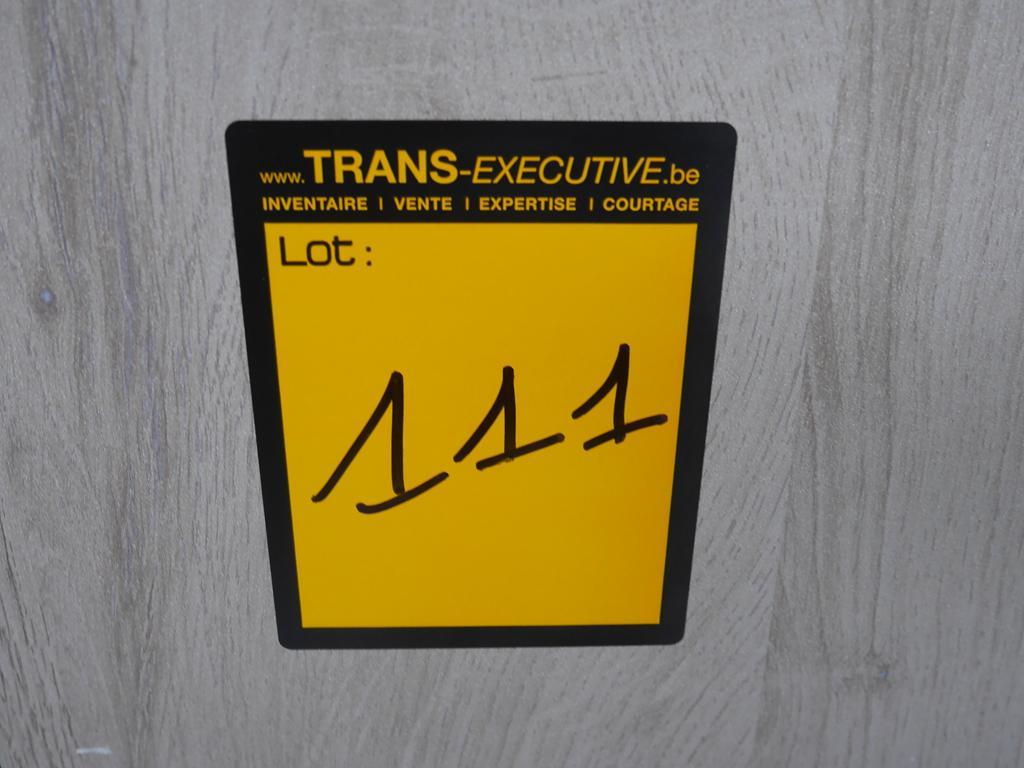 www.TRANS-EXECUTIVE.be
INVENTAIRE | VENTE | EXPERTISE | COURTAGE
Lot :
111